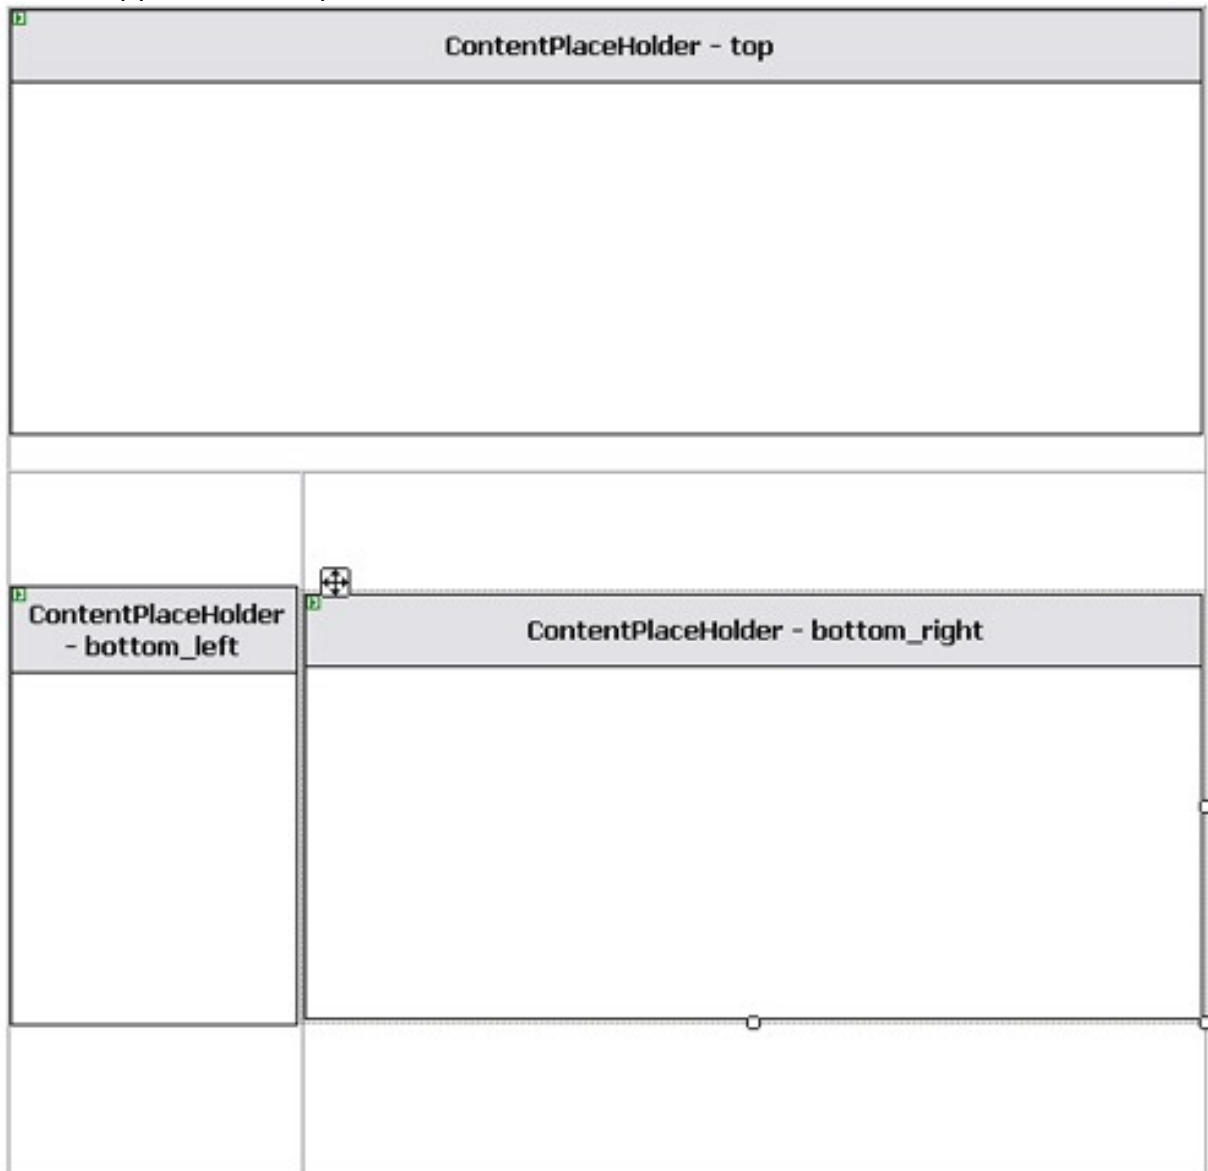 ContentPlaceHolder - top
ContentPlaceHolder
- bottom_left
ContentPlaceHolder - bottom_right